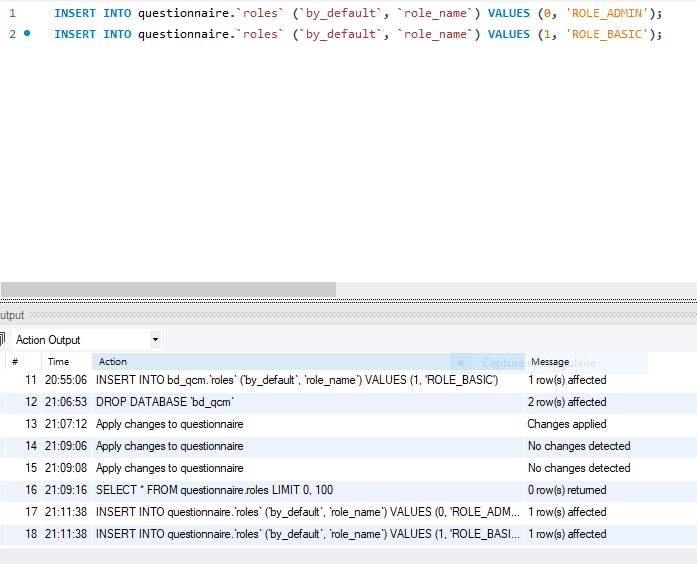 1 INSERT INTO questionnaire.`roles` (`by_default`, `role_name`) VALUES (0, 'ROLE_ADMIN');
2 INSERT INTO questionnaire.`roles` (`by_default`, `role_name`) VALUES (1, 'ROLE_BASIC');
utput
Action Output
# Time Action Capture Message
11 20:55:06 INSERT INTO bd_qcm.`roles` (`by_default`, `role_name`) VALUES (1, 'ROLE_BASIC') 1 row(s) affected
12 21:06:53 DROP DATABASE `bd_qcm` 2 row(s) affected
13 21:07:12 Apply changes to questionnaire Changes applied
14 21:09:06 Apply changes to questionnaire No changes detected
15 21:09:08 Apply changes to questionnaire No changes detected
16 21:09:16 SELECT * FROM questionnaire.roles LIMIT 0, 100 0 row(s) returned
17 21:11:38 INSERT INTO questionnaire.`roles` (`by_default`, `role_name`) VALUES (0, 'ROLE_ADM... 1 row(s) affected
18 21:11:38 INSERT INTO questionnaire.`roles` (`by_default`, `role_name`) VALUES (1, 'ROLE_BASI... 1 row(s) affected